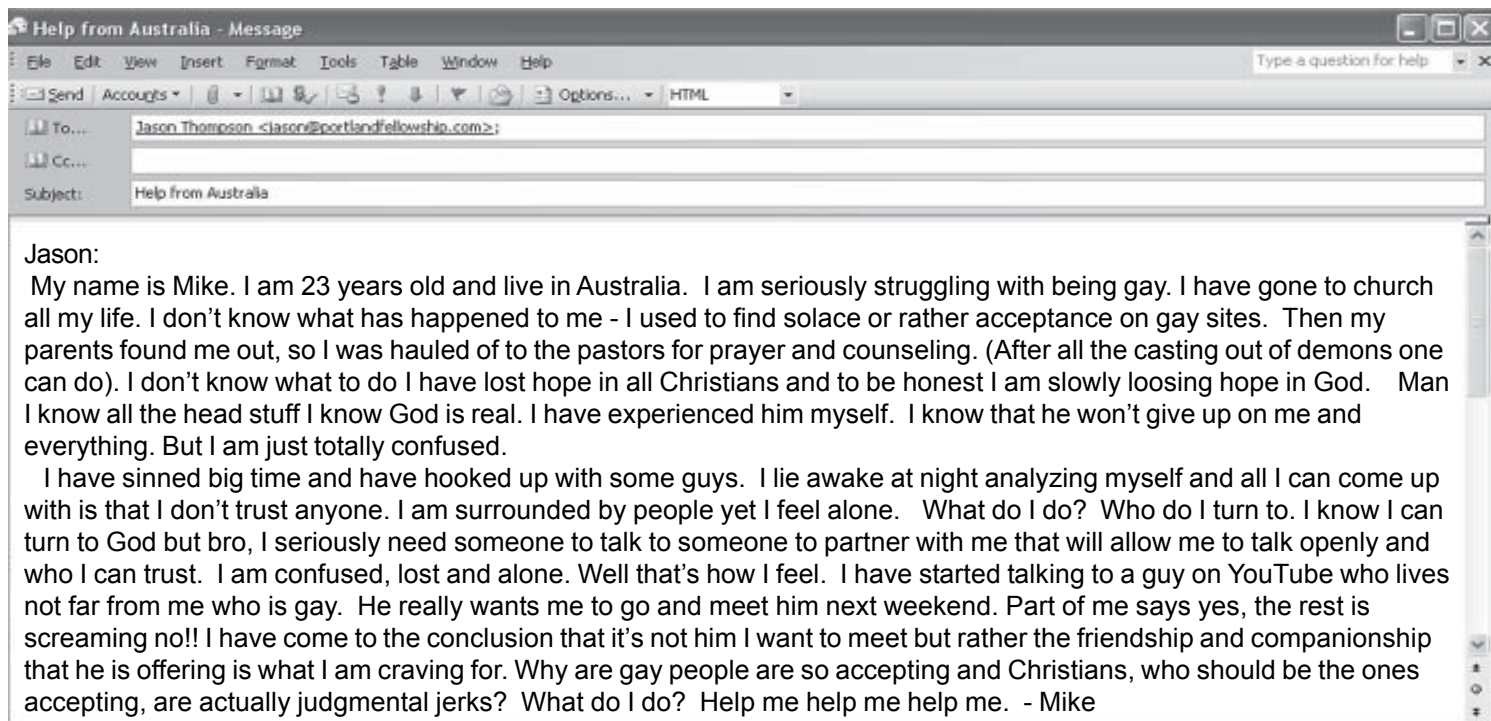 Help from Australia - Message
File Edit View Insert Format Tools Table Window Help Type a question for help
Send Accounts Options... HTML
To... Jason Thompson <jason@portlandfellowship.com>;
Cc...
Subject: Help from Australia
Jason:
My name is Mike. I am 23 years old and live in Australia. I am seriously struggling with being gay. I have gone to church
all my life. I don't know what has happened to me - I used to find solace or rather acceptance on gay sites. Then my
parents found me out, so I was hauled of to the pastors for prayer and counseling. (After all the casting out of demons one
can do). I don't know what to do I have lost hope in all Christians and to be honest I am slowly loosing hope in God. Man
I know all the head stuff I know God is real. I have experienced him myself. I know that he won't give up on me and
everything. But I am just totally confused.
I have sinned big time and have hooked up with some guys. I lie awake at night analyzing myself and all I can come up
with is that I don't trust anyone. I am surrounded by people yet I feel alone. What do I do? Who do I turn to. I know I can
turn to God but bro, I seriously need someone to talk to someone to partner with me that will allow me to talk openly and
who I can trust. I am confused, lost and alone. Well that's how I feel. I have started talking to a guy on YouTube who lives
not far from me who is gay. He really wants me to go and meet him next weekend. Part of me says yes, the rest is
screaming no!! I have come to the conclusion that it's not him I want to meet but rather the friendship and companionship
that he is offering is what I am craving for. Why are gay people are so accepting and Christians, who should be the ones
accepting, are actually judgmental jerks? What do I do? Help me help me help me. - Mike